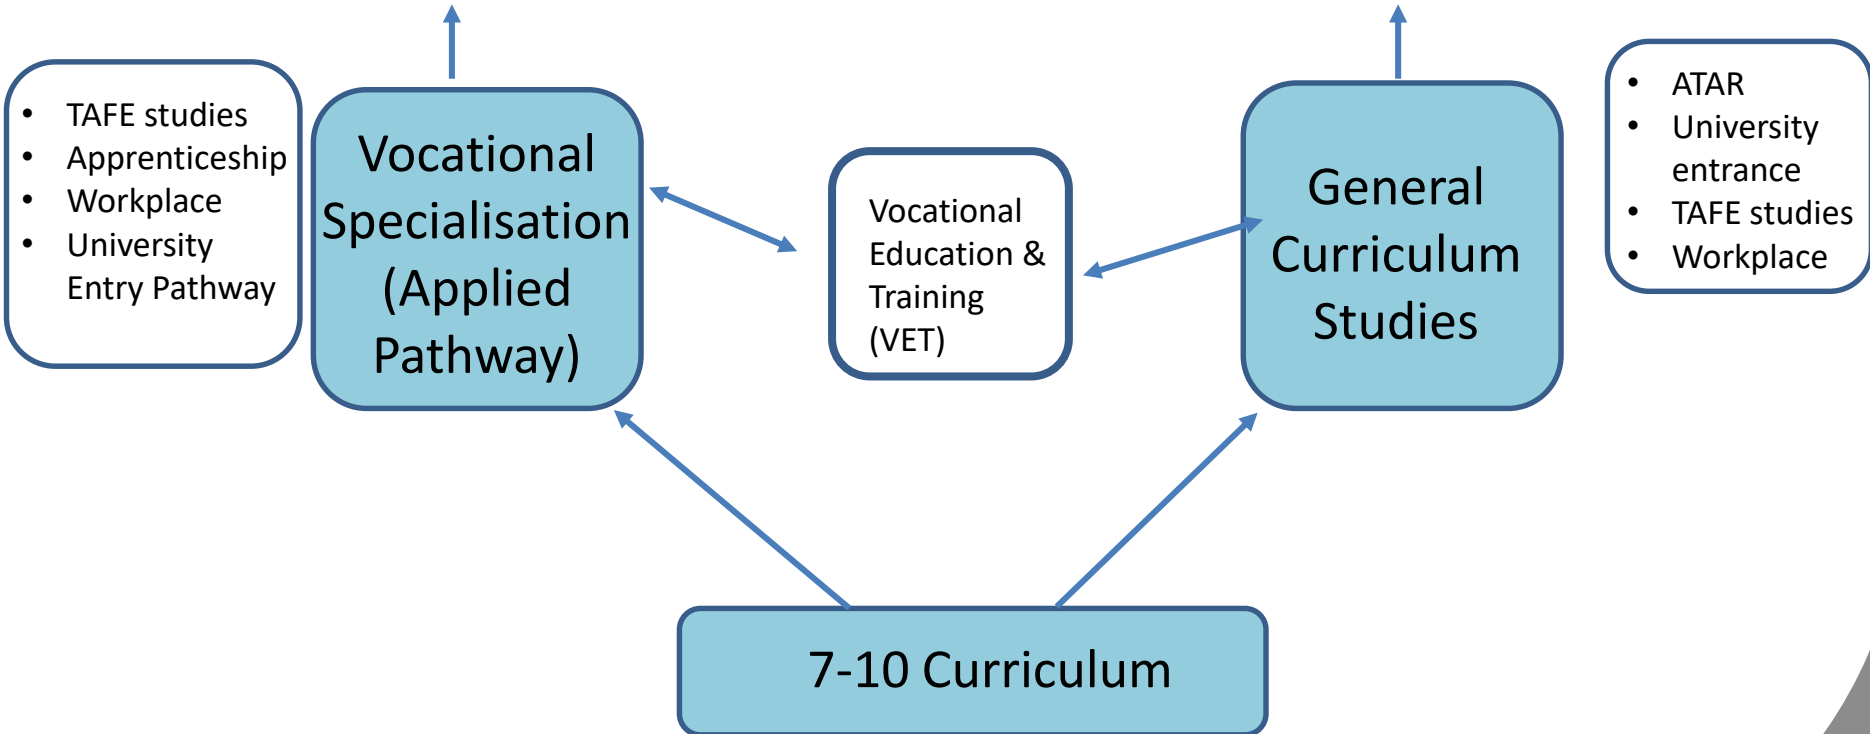 • TAFE studies
• Apprenticeship
• Workplace
• University
Entry Pathway
Vocational
Specialisation
(Applied
Pathway)
Vocational
Education &
Training
(VET)
General
Curriculum
Studies
• ATAR
• University
entrance
• TAFE studies
• Workplace
7-10 Curriculum